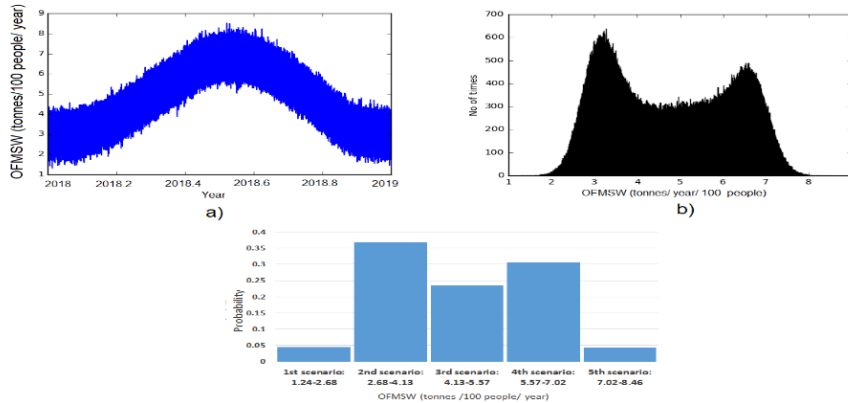 OFMSW (tonnes/100 people/ year)
9
8
7
6
5
4
3
2
1
2018 2018.2 2018.4 2018.6 2018.8 2019
Year
a)
No of times
700
600
500
400
300
200
100
0
1 2 3 4 5 6 7 8
OFMSW (tonnes/ year/ 100 people)
b)
Probability
0.4
0.35
0.3
0.25
0.2
0.15
0.1
0.05
0
1st scenario: 2nd scenario: 3rd scenario: 4th scenario: 5th scenario:
1.24-2.68 2.68-4.13 4.13-5.57 5.57-7.02 7.02-8.46
OFMSW (tonnes /100 people/ year)